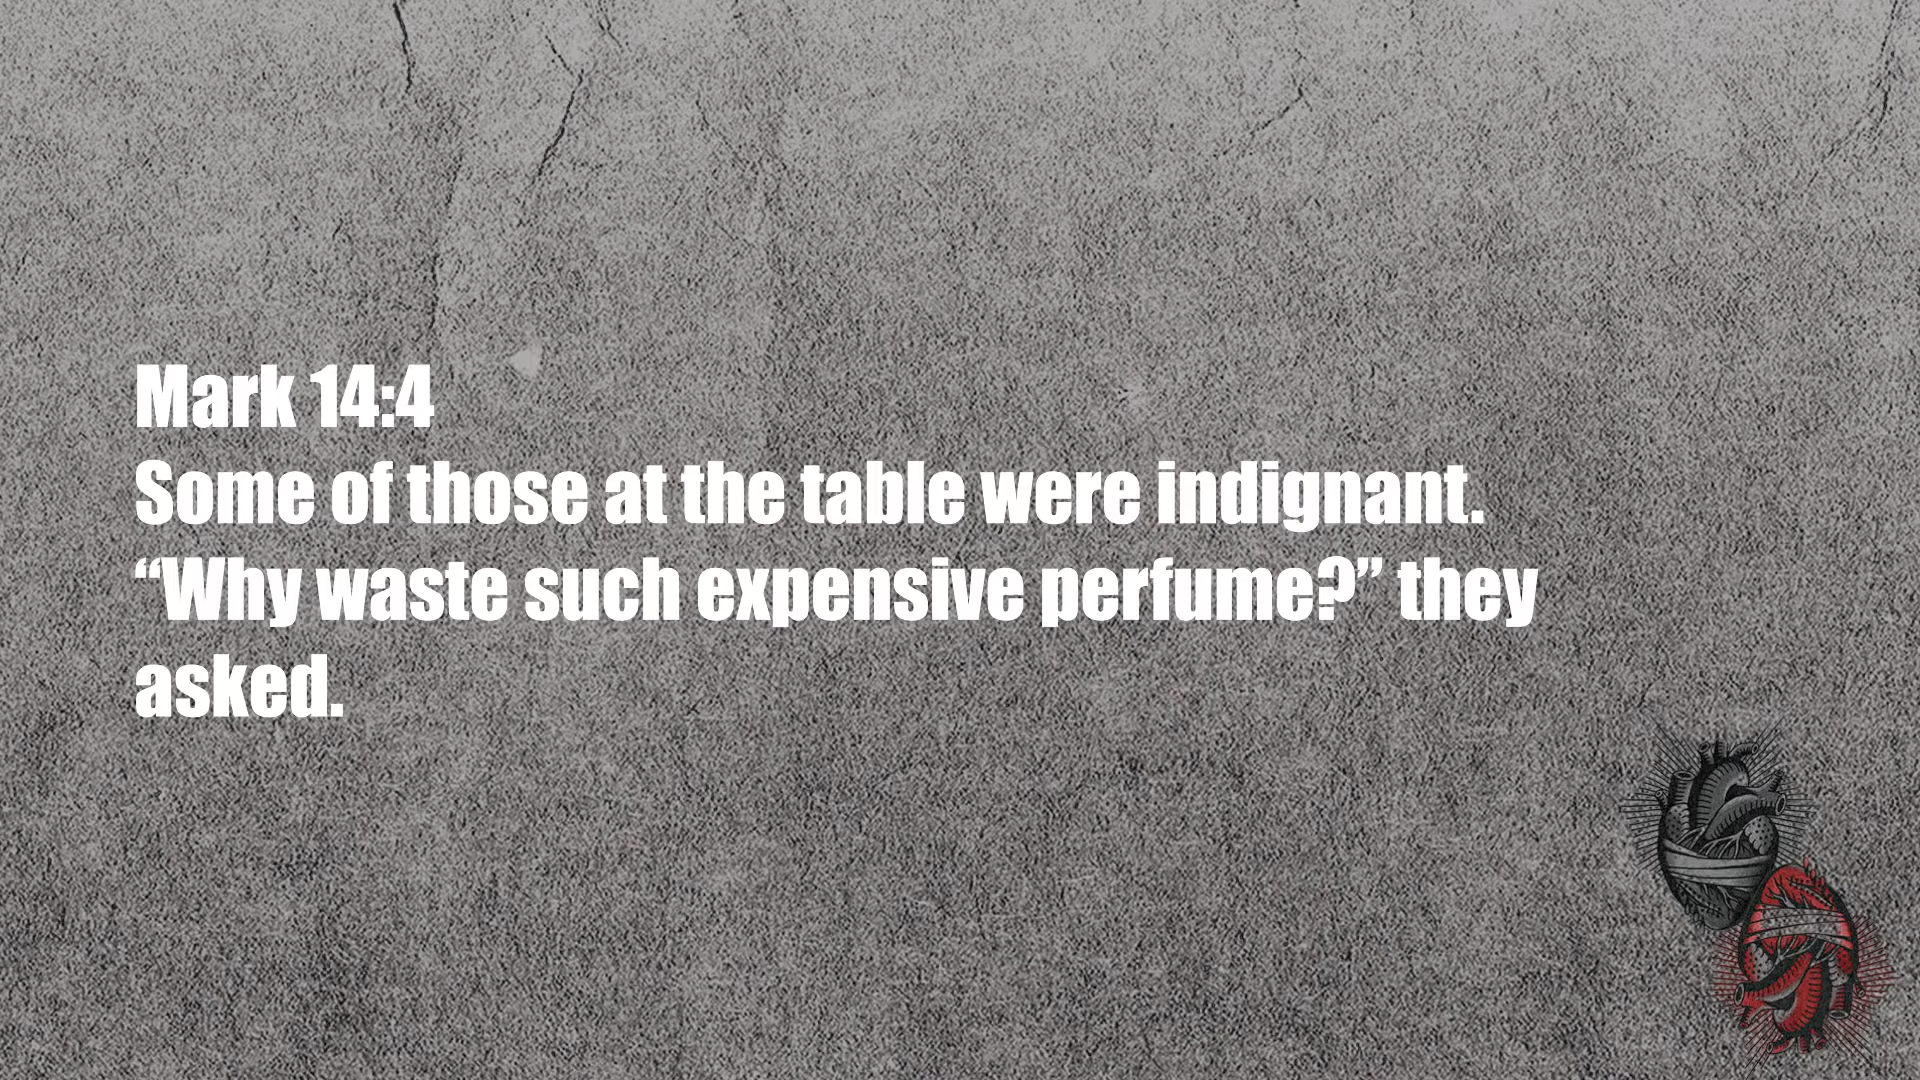 Mark 14:4
Some of those at the table were indignant.
“Why waste such expensive perfume?” they
asked.